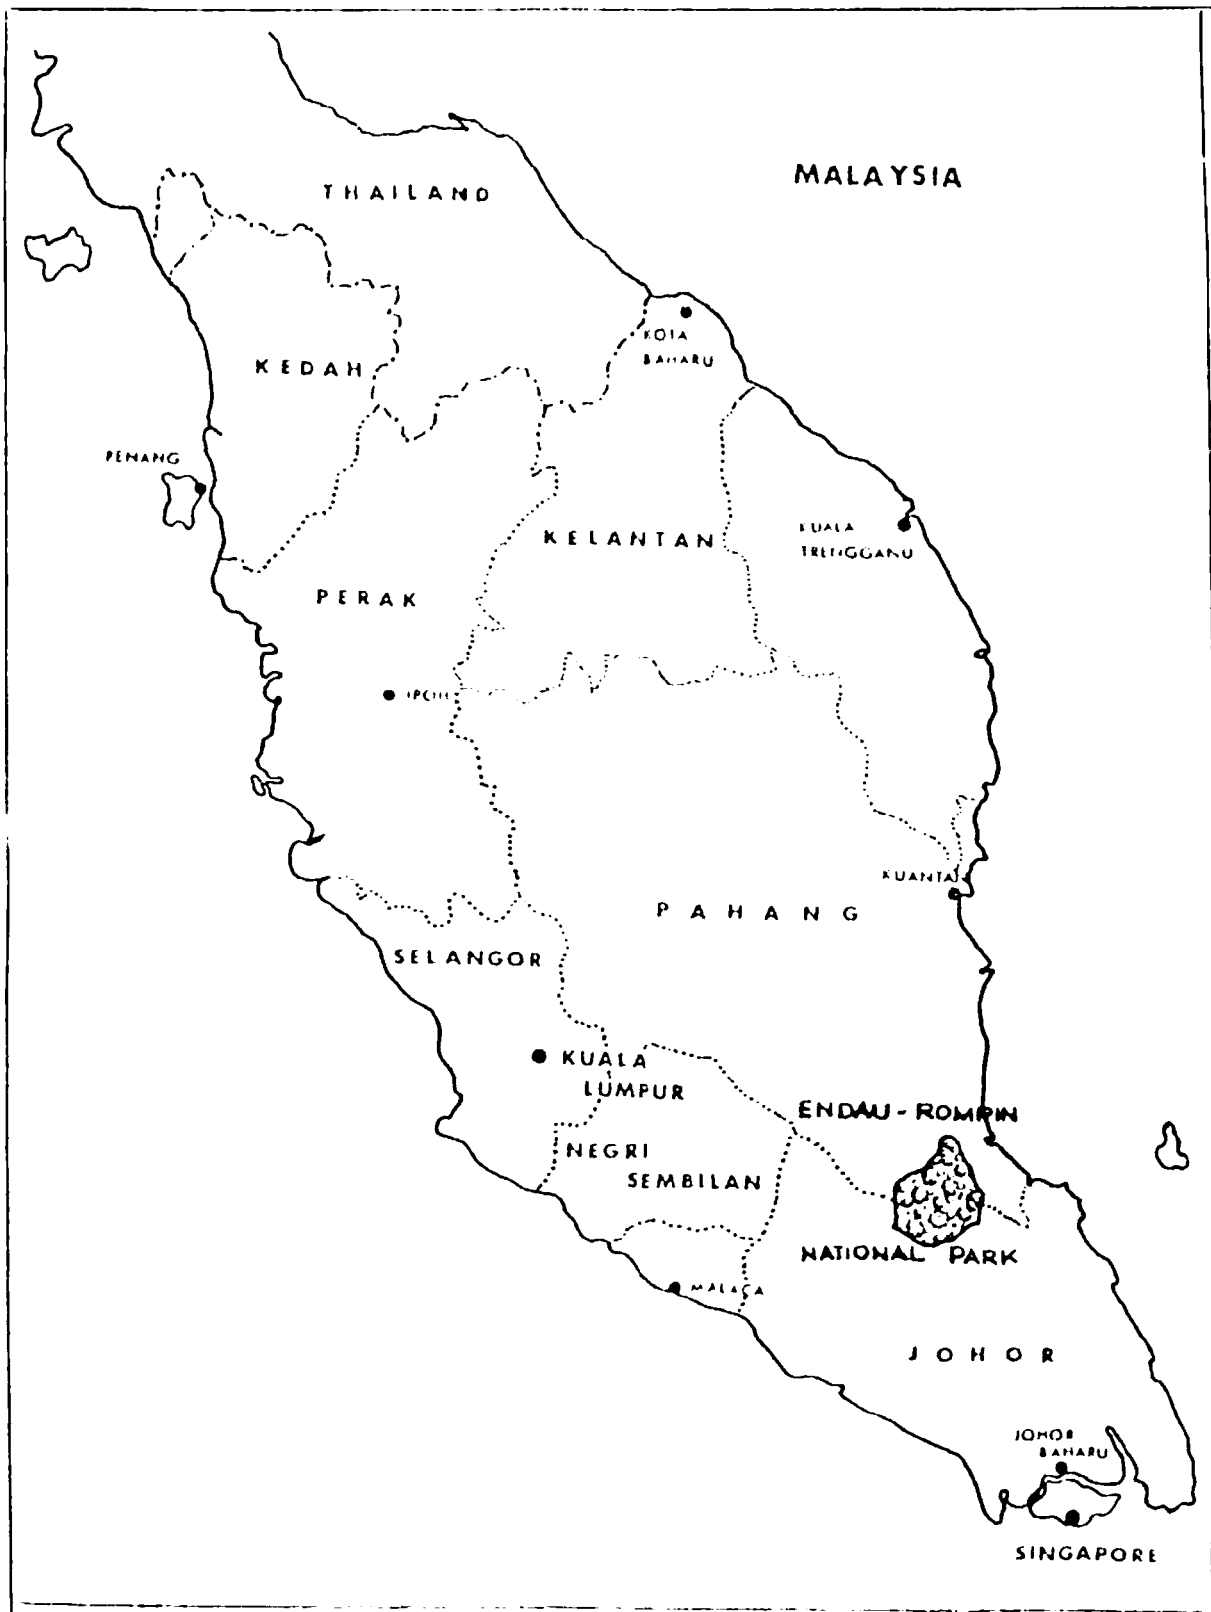 MALAYSIA
THAILAND
KOTA
BAHARU
KEDAH
PENANG
KUALA
TRENGGANU
KELANTAN
PERAK
IPOH
KUANTAN
PAHANG
SELANGOR
KUALA
LUMPUR
ENDAU - ROMPIN
NEGRI
SEMBILAN
NATIONAL PARK
MALACA
JOHOR
JOHOR
BAHARU
SINGAPORE